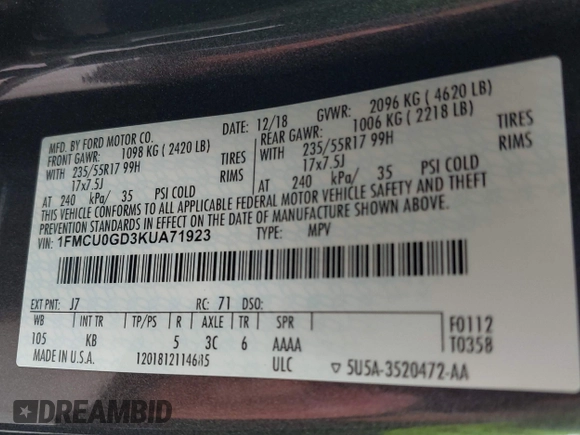 MFD. BY FORD MOTOR CO.
DATE: 12/18
GVWR: 2096 KG ( 4620 LB)
FRONT GAWR: 1098 KG ( 2420 LB)
REAR GAWR: 1006 KG ( 2218 LB)
WITH 235/55R17 99H TIRES
WITH 235/55R17 99H TIRES
17x7.5J RIMS
17x7.5J RIMS
AT 240 kPa/ 35 PSI COLD
AT 240 kPa/ 35 PSI COLD
THIS VEHICLE CONFORMS TO ALL APPLICABLE FEDERAL MOTOR VEHICLE SAFETY AND THEFT
PREVENTION STANDARDS IN EFFECT ON THE DATE OF MANUFACTURE SHOWN ABOVE.
VIN: 1FMCU0GD3KUA71923
TYPE: MPV
EXT PNT: J7 RC: 71 DSO:
WB INT TR TP/PS R AXLE TR SPR
F0112
105 KB 5 3C 6 AAAA
T0358
MADE IN U.S.A. 1201812114685 ULC ▽ 5U5A-3520472-AA
DREAMBID